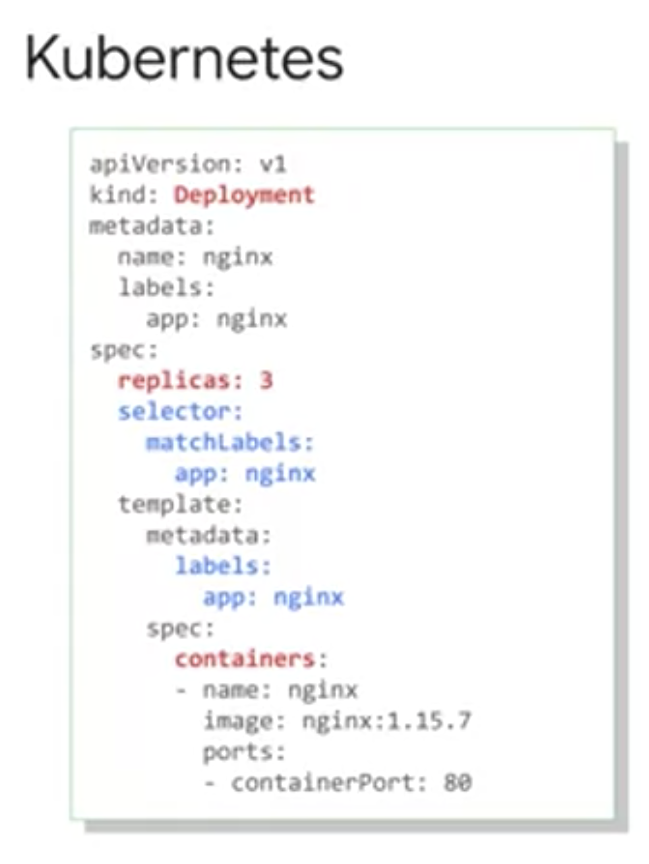 Kubernetes
apiVersion: v1
kind: Deployment
metadata:
  name: nginx
  labels:
    app: nginx
spec:
  replicas: 3
  selector:
    matchLabels:
      app: nginx
  template:
    metadata:
      labels:
        app: nginx
    spec:
      containers:
      - name: nginx
        image: nginx:1.15.7
        ports:
        - containerPort: 80